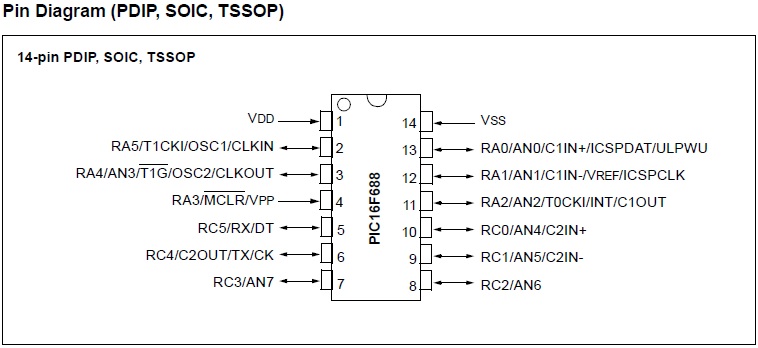 Pin Diagram (PDIP, SOIC, TSSOP)
14-pin PDIP, SOIC, TSSOP
VDD 1 14 VSS
RA5/T1CKI/OSC1/CLKIN 2 13 RA0/AN0/C1IN+/ICSPDAT/ULPWU
RA4/AN3/T1G/OSC2/CLKOUT 3 12 RA1/AN1/C1IN-/VREF/ICSPCLK
RA3/MCLR/VPP 4 11 RA2/AN2/T0CKI/INT/C1OUT
RC5/RX/DT 5 10 RC0/AN4/C2IN+
RC4/C2OUT/TX/CK 6 9 RC1/AN5/C2IN-
RC3/AN7 7 8 RC2/AN6
PIC16F688